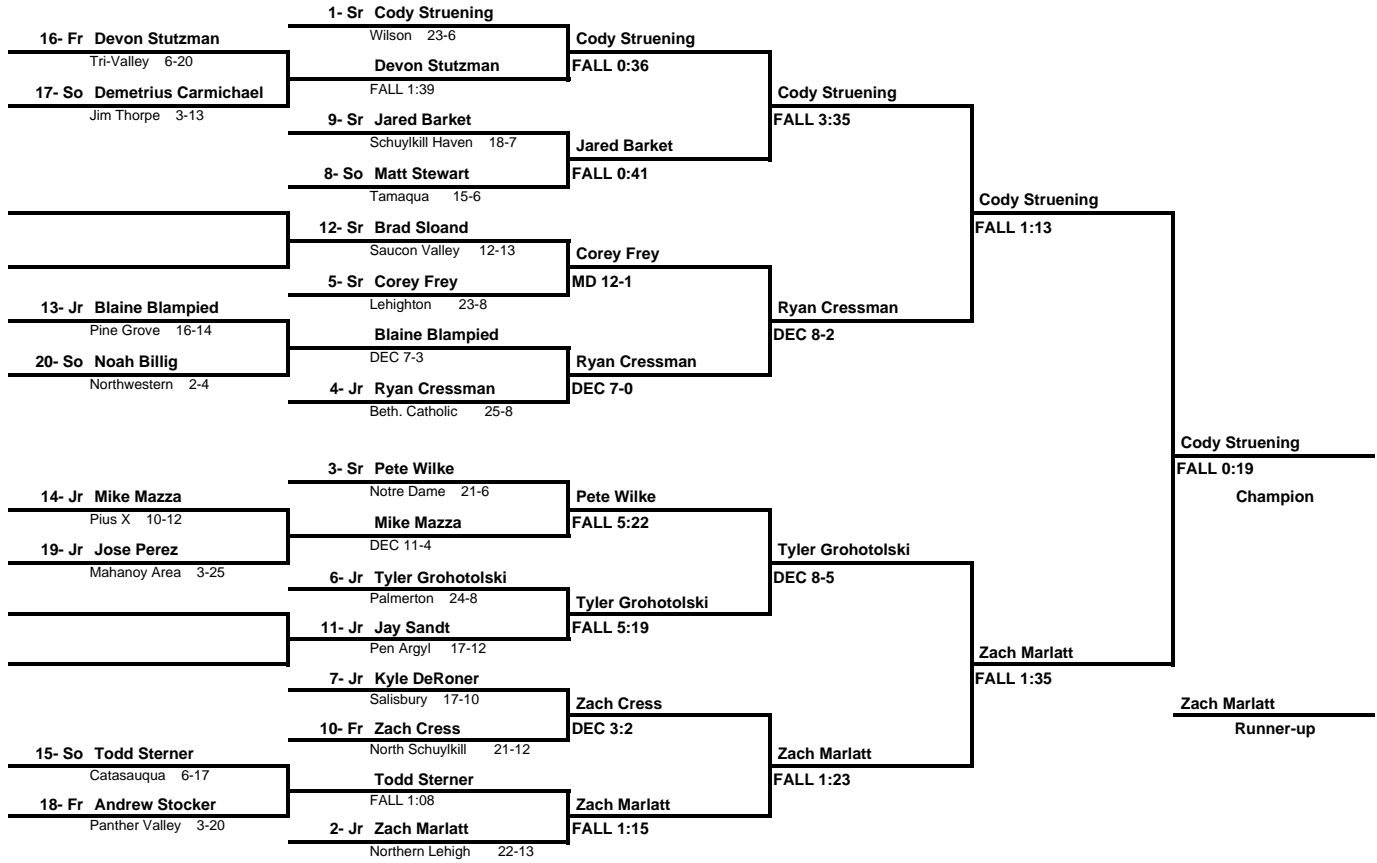 1- Sr Cody Struening
Wilson 23-6
16- Fr Devon Stutzman
Tri-Valley 6-20
Devon Stutzman
FALL 1:39
17- So Demetrius Carmichael
Jim Thorpe 3-13
Cody Struening
FALL 0:36
9- Sr Jared Barket
Schuylkill Haven 18-7
8- So Matt Stewart
Tamaqua 15-6
Jared Barket
FALL 0:41
Cody Struening
FALL 3:35
12- Sr Brad Sloand
Saucon Valley 12-13
5- Sr Corey Frey
Lehighton 23-8
Corey Frey
MD 12-1
13- Jr Blaine Blampied
Pine Grove 16-14
20- So Noah Billig
Northwestern 2-4
Blaine Blampied
DEC 7-3
4- Jr Ryan Cressman
Beth. Catholic 25-8
Ryan Cressman
DEC 7-0
Ryan Cressman
DEC 8-2
Cody Struening
FALL 1:13
3- Sr Pete Wilke
Notre Dame 21-6
14- Jr Mike Mazza
Pius X 10-12
19- Jr Jose Perez
Mahanoy Area 3-25
Mike Mazza
DEC 11-4
Pete Wilke
FALL 5:22
6- Jr Tyler Grohotolski
Palmerton 24-8
11- Jr Jay Sandt
Pen Argyl 17-12
Tyler Grohotolski
FALL 5:19
Tyler Grohotolski
DEC 8-5
7- Jr Kyle DeRoner
Salisbury 17-10
10- Fr Zach Cress
North Schuylkill 21-12
Zach Cress
DEC 3:2
15- So Todd Sterner
Catasauqua 6-17
18- Fr Andrew Stocker
Panther Valley 3-20
Todd Sterner
FALL 1:08
2- Jr Zach Marlatt
Northern Lehigh 22-13
Zach Marlatt
FALL 1:15
Zach Marlatt
FALL 1:23
Zach Marlatt
FALL 1:35
Cody Struening
FALL 0:19
Champion
Zach Marlatt
Runner-up